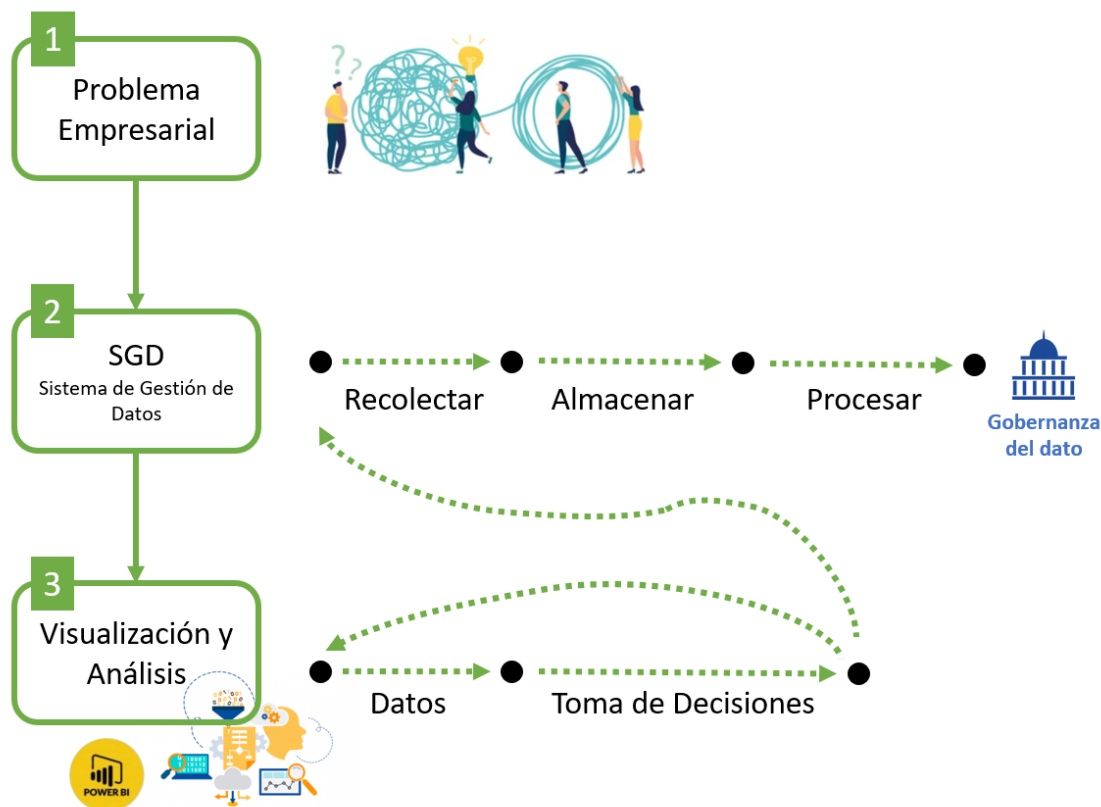 1
Problema
Empresarial
? ?
2
SGD
Sistema de Gestión de
Datos
Recolectar
Almacenar
Procesar
Gobernanza
del dato
3
Visualización y
Análisis
Datos
Toma de Decisiones
POWER BI